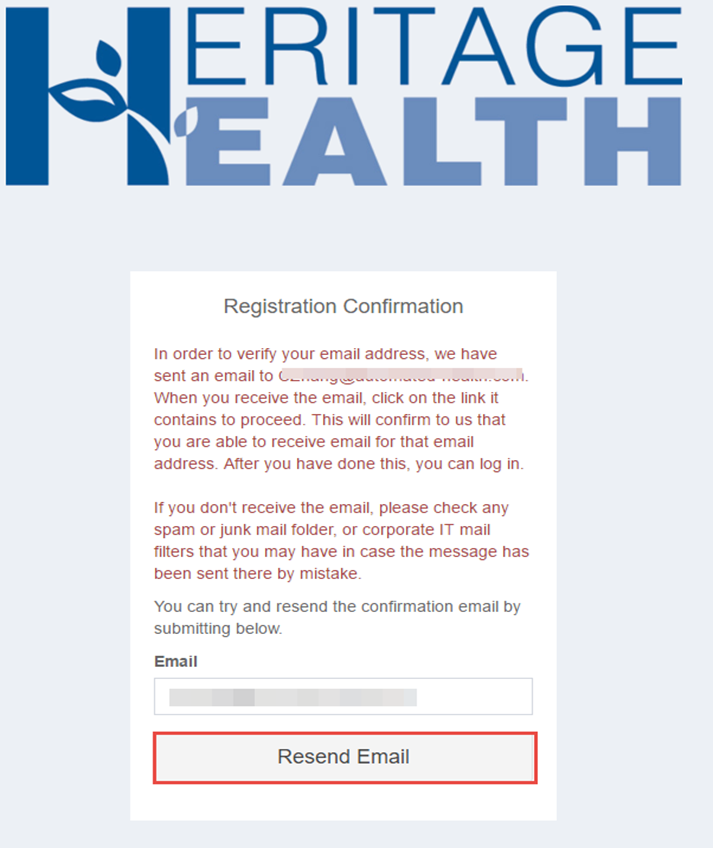 HERITAGE
HEALTH
Registration Confirmation
In order to verify your email address, we have
sent an email to
When you receive the email, click on the link it
contains to proceed. This will confirm to us that
you are able to receive email for that email
address. After you have done this, you can log in.
If you don't receive the email, please check any
spam or junk mail folder, or corporate IT mail
filters that you may have in case the message has
been sent there by mistake.
You can try and resend the confirmation email by
submitting below.
Email
Resend Email